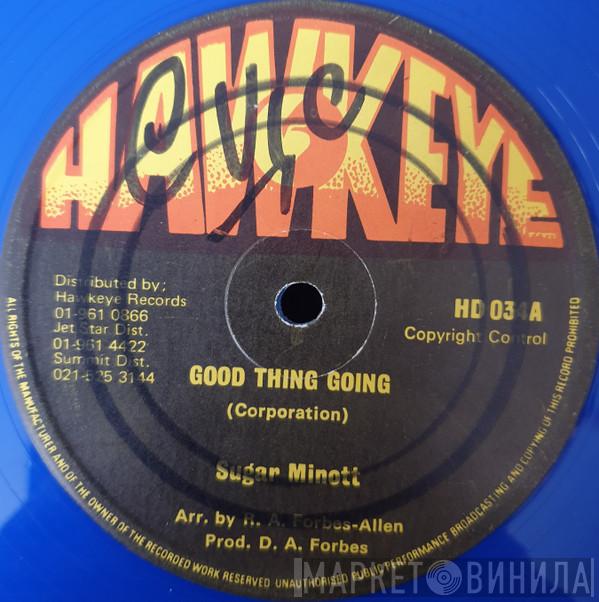 HAWKEYE
Distributed by;
Hawkeye Records
01-961 0866
Jet Star Dist.
01-961 4422
Summit Dist.
021-525 3144
HD 034A
Copyright Control
GOOD THING GOING
(Corporation)
Sugar Minott
Arr. by R. A. Forbes-Allen
Prod. D. A. Forbes
ALL RIGHTS OF THE MANUFACTURER AND OF THE OWNER OF THE RECORDED WORK RESERVED UNAUTHORISED PUBLIC PERFORMANCE BROADCASTING AND COPYING OF THIS RECORD PROHIBITED
МАРКЕТ ВИНИЛА